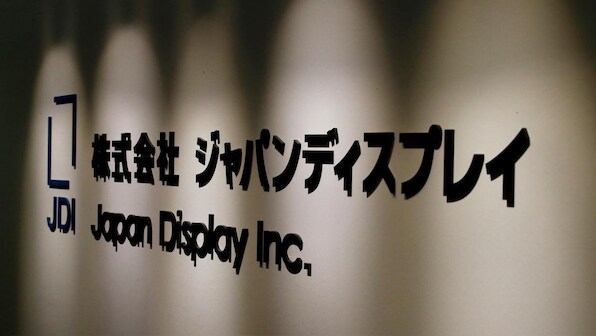 JDI
株式会社 ジャパンディスプレイ
Japan Display Inc.